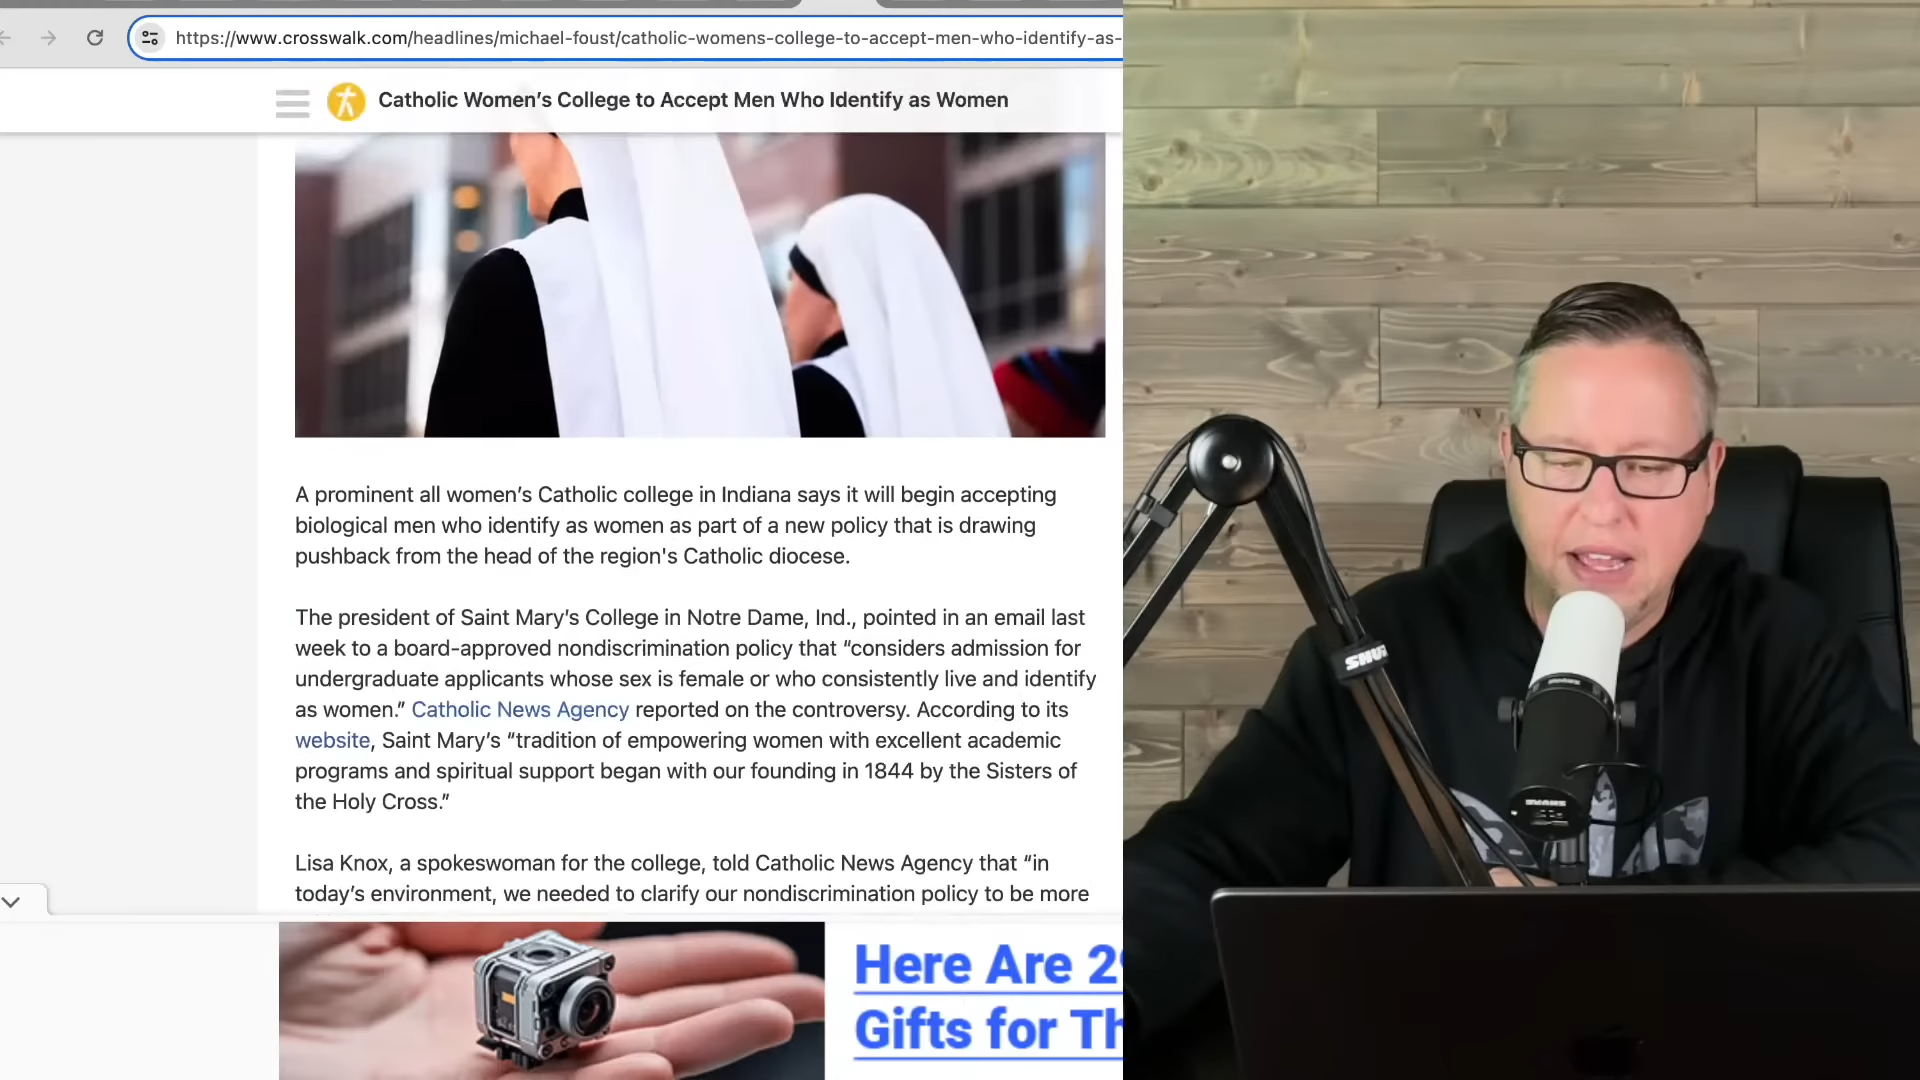 https://www.crosswalk.com/headlines/michael-foust/catholic-womens-college-to-accept-men-who-identify-as-
Catholic Women's College to Accept Men Who Identify as Women
A prominent all women's Catholic college in Indiana says it will begin accepting
biological men who identify as women as part of a new policy that is drawing
pushback from the head of the region's Catholic diocese.
The president of Saint Mary's College in Notre Dame, Ind., pointed in an email last
week to a board-approved nondiscrimination policy that “considers admission for
undergraduate applicants whose sex is female or who consistently live and identify
as women.” Catholic News Agency reported on the controversy. According to its
website, Saint Mary's “tradition of empowering women with excellent academic
programs and spiritual support began with our founding in 1844 by the Sisters of
the Holy Cross.”
Lisa Knox, a spokeswoman for the college, told Catholic News Agency that “in
today's environment, we needed to clarify our nondiscrimination policy to be more
Here Are 2
Gifts for Th
SHU